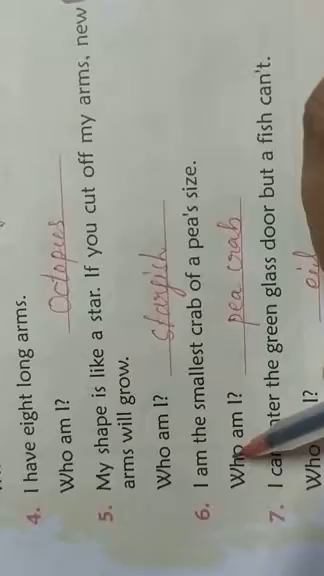 4. I have eight long arms.
Who am I? Octopus
5. My shape is like a star. If you cut off my arms, new
arms will grow.
Who am I? Starfish
6. I am the smallest crab of a pea's size.
Who am I? pea crab
7. I can enter the green glass door but a fish can't.
Who I?